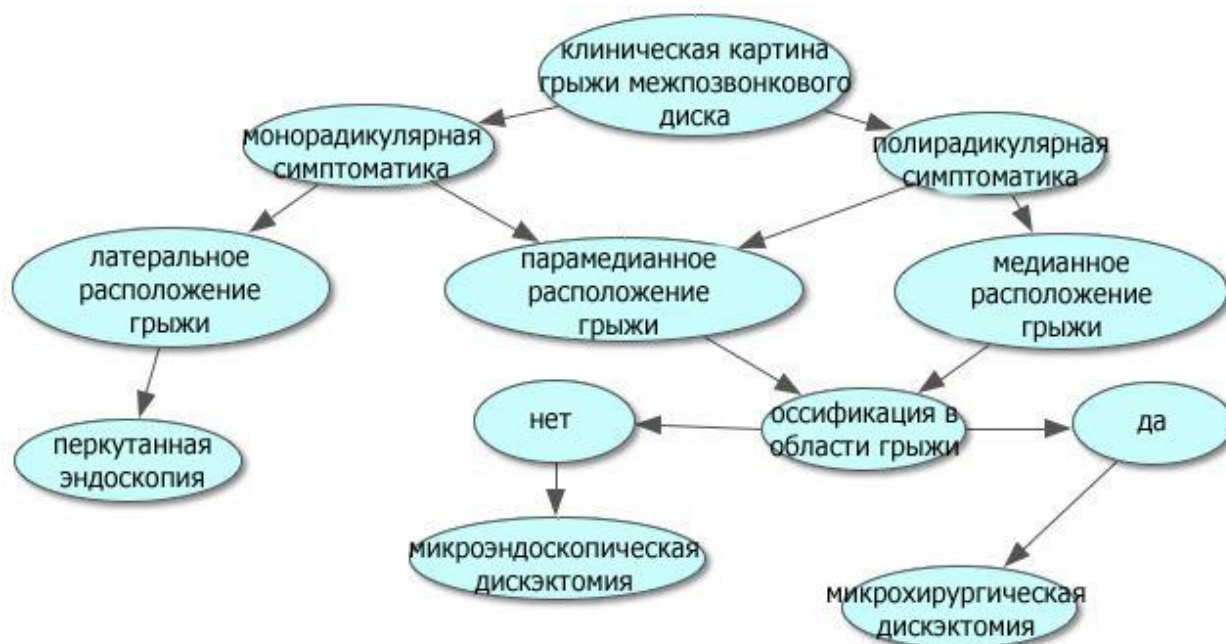 клиническая картина
грыжи межпозвонкового
диска
монорадикулярная
симптоматика
полирадикулярная
симптоматика
латеральное
расположение
грыжи
парамедианное
расположение
грыжи
медианное
расположение
грыжи
нет
оссификация в
области грыжи
да
перкутанная
эндоскопия
микроэндоскопическая
дискэктомия
микрохирургическая
дискэктомия